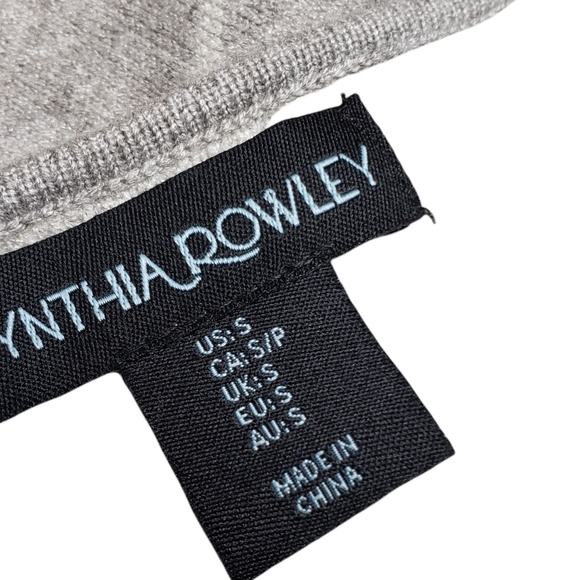 YNTHIA ROWLEY
US: S
CA: S/P
UK: S
EU: S
AU: S
MADE IN
CHINA